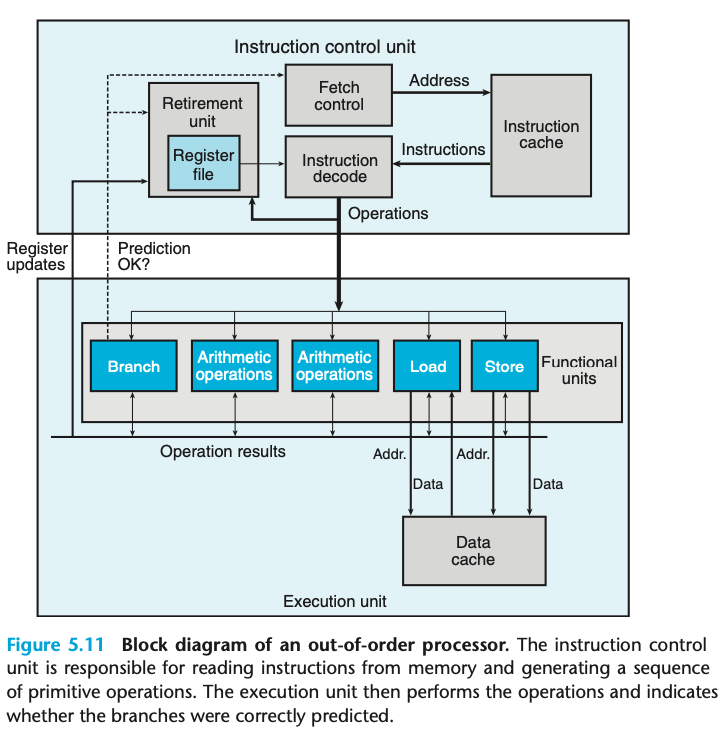 Instruction control unit
Fetch
control
Address
Retirement
unit
Instruction
cache
Register
file
Instruction
decode
Instructions
Operations
Register
updates
Prediction
OK?
Branch
Arithmetic
operations
Arithmetic
operations
Load
Store
Functional
units
Operation results
Addr.
Addr.
Data
Data
Data
cache
Execution unit
Figure 5.11 Block diagram of an out-of-order processor. The instruction control
unit is responsible for reading instructions from memory and generating a sequence
of primitive operations. The execution unit then performs the operations and indicates
whether the branches were correctly predicted.